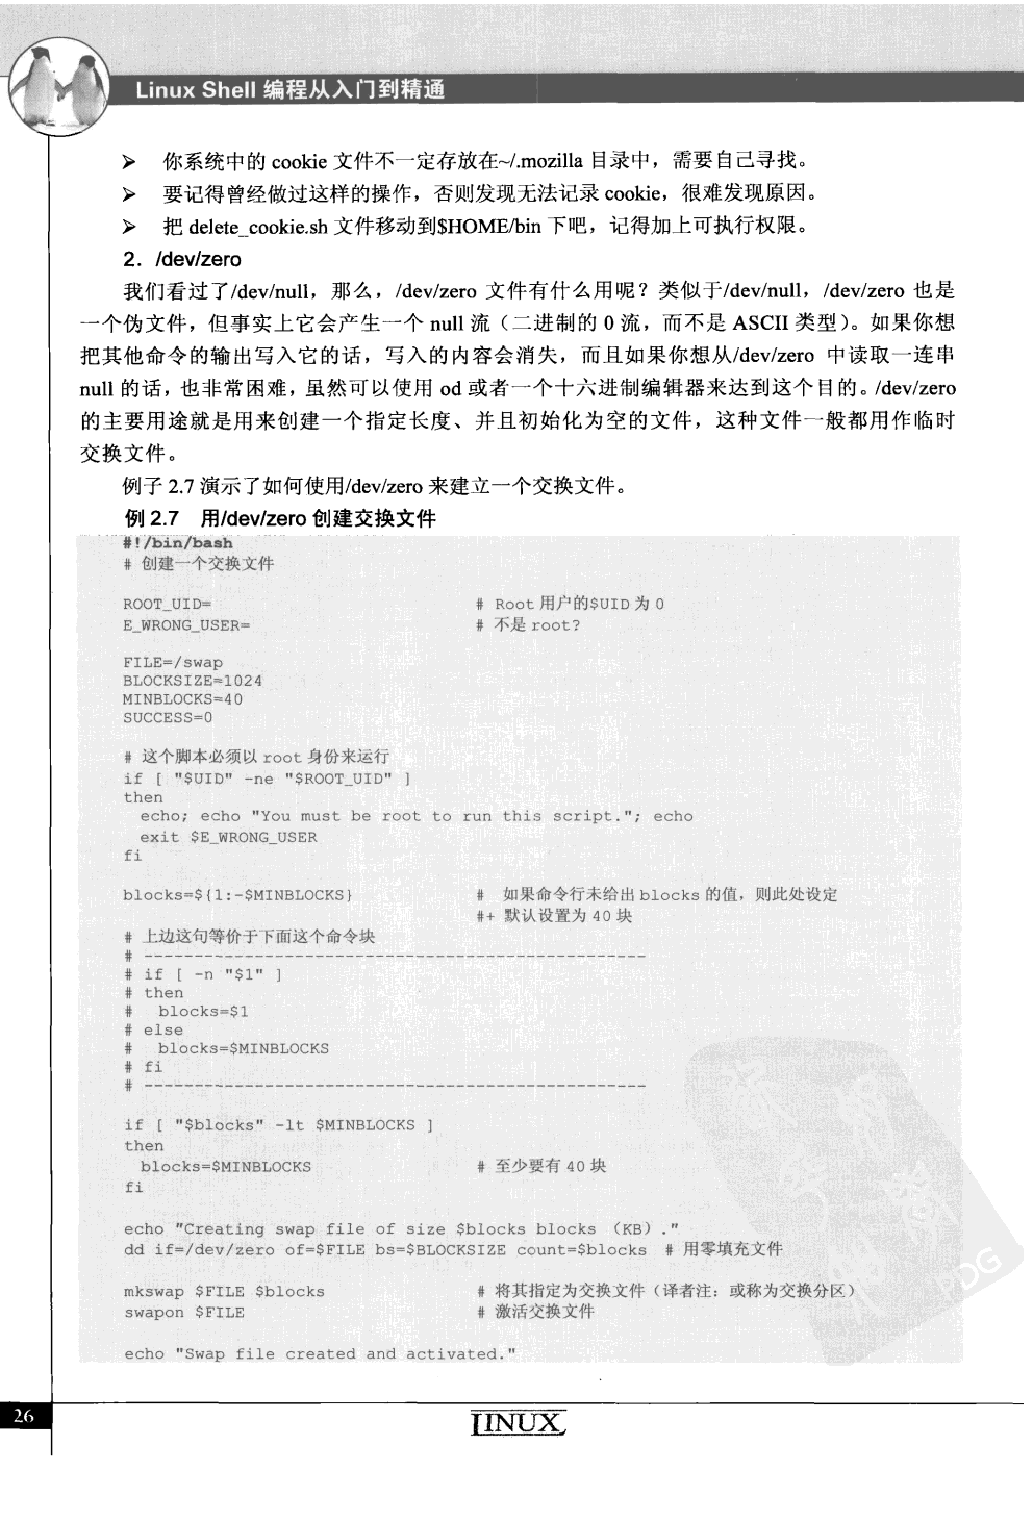 Linux Shell 编程从入门到精通
➢ 你系统中的 cookie 文件不一定存放在~/.mozilla 目录中，需要自己寻找。
➢ 要记得曾经做过这样的操作，否则发现无法记录 cookie，很难发现原因。
➢ 把 delete_cookie.sh 文件移动到$HOME/bin 下吧，记得加上可执行权限。
2．/dev/zero
我们看过了/dev/null，那么，/dev/zero 文件有什么用呢？类似于/dev/null，/dev/zero 也是
一个伪文件，但事实上它会产生一个 null 流（二进制的 0 流，而不是 ASCII 类型）。如果你想
把其他命令的输出写入它的话，写入的内容会消失，而且如果你想从/dev/zero 中读取一连串
null 的话，也非常困难，虽然可以使用 od 或者一个十六进制编辑器来达到这个目的。/dev/zero
的主要用途就是用来创建一个指定长度、并且初始化为空的文件，这种文件一般都用作临时
交换文件。
例子 2.7 演示了如何使用/dev/zero 来建立一个交换文件。
例 2.7 用/dev/zero 创建交换文件
#!/bin/bash
# 创建一个交换文件
ROOT_UID= # Root 用户的$UID 为 0
E_WRONG_USER= # 不是 root?
FILE=/swap
BLOCKSIZE=1024
MINBLOCKS=40
SUCCESS=0
# 这个脚本必须以 root 身份来运行
if [ "$UID" -ne "$ROOT_UID" ]
then
echo; echo "You must be root to run this script."; echo
exit $E_WRONG_USER
fi
blocks=${1:-$MINBLOCKS} # 如果命令行未给出 blocks 的值，则此处设定
#+ 默认设置为 40 块
# 上边这句等价于下面这个命令块
# --------------------------------------------------
# if [ -n "$1" ]
# then
# blocks=$1
# else
# blocks=$MINBLOCKS
# fi
# --------------------------------------------------
if [ "$blocks" -lt $MINBLOCKS ]
then
blocks=$MINBLOCKS # 至少要有 40 块
fi
echo "Creating swap file of size $blocks blocks （KB）."
dd if=/dev/zero of=$FILE bs=$BLOCKSIZE count=$blocks # 用零填充文件
mkswap $FILE $blocks # 将其指定为交换文件（译者注：或称为交换分区）
swapon $FILE # 激活交换文件
echo "Swap file created and activated."
PDG
26
LINUX